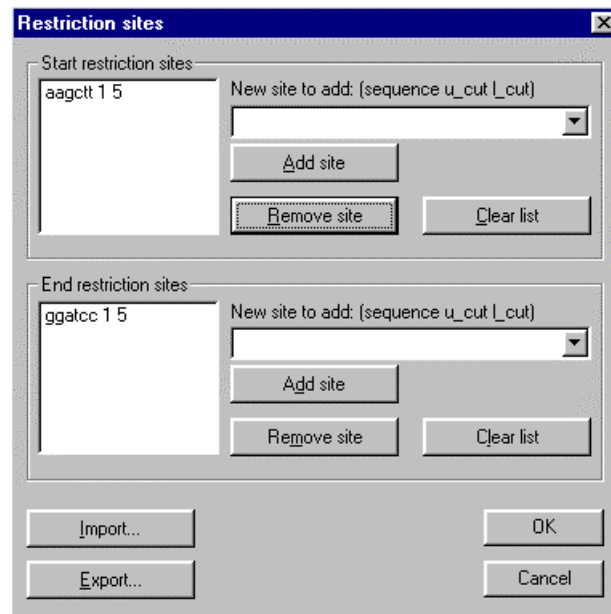 Restriction sites
Start restriction sites
aagctt 1 5
New site to add: (sequence u_cut l_cut)
Add site
Remove site
Clear list
End restriction sites
ggatcc 1 5
New site to add: (sequence u_cut l_cut)
Add site
Remove site
Clear list
Import...
OK
Export...
Cancel